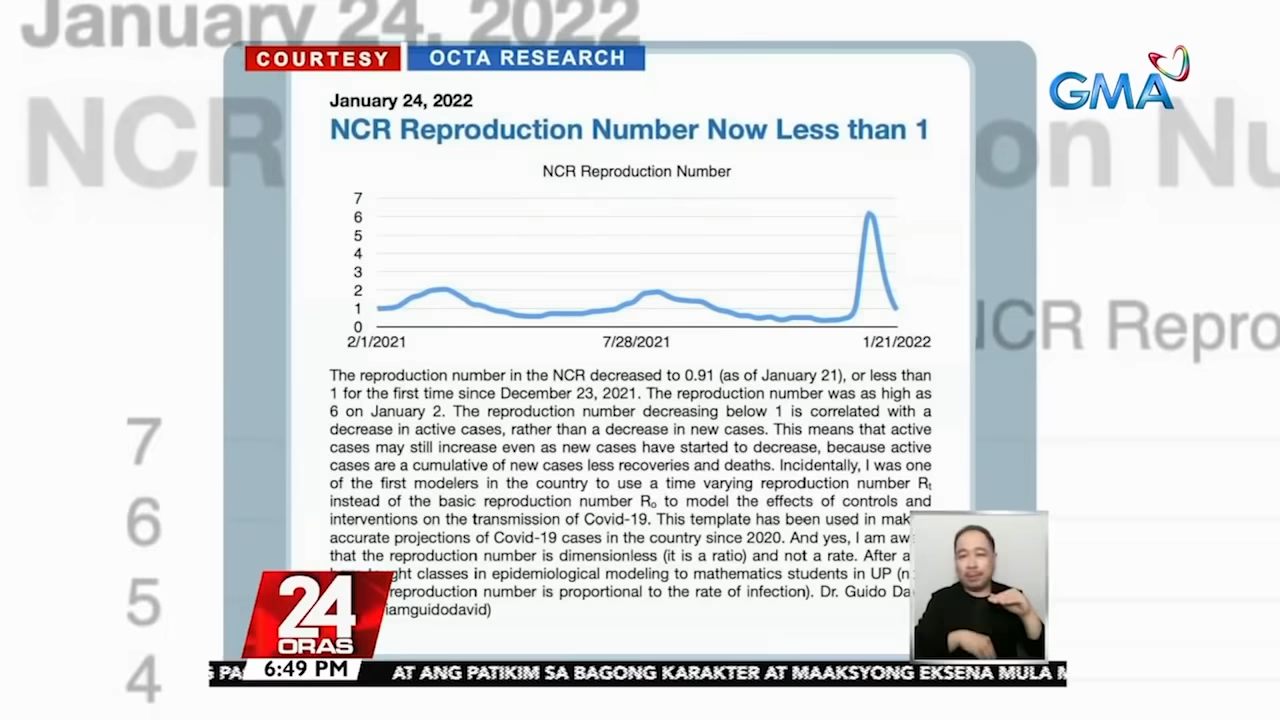 January 24, 2022
COURTESY OCTA RESEARCH
GMA
January 24, 2022
NCR Reproduction Number Now Less than 1
NCR Reproduction Number
7
6
5
4
3
2
1
0
2/1/2021 7/28/2021 1/21/2022
The reproduction number in the NCR decreased to 0.91 (as of January 21), or less than
1 for the first time since December 23, 2021. The reproduction number was as high as
6 on January 2. The reproduction number decreasing below 1 is correlated with a
decrease in active cases, rather than a decrease in new cases. This means that active
cases may still increase even as new cases have started to decrease, because active
cases are a cumulative of new cases less recoveries and deaths. Incidentally, I was one
of the first modelers in the country to use a time varying reproduction number Rt
instead of the basic reproduction number Ro to model the effects of controls and
interventions on the transmission of Covid-19. This template has been used in mak
accurate projections of Covid-19 cases in the country since 2020. And yes, I am aw
that the reproduction number is dimensionless (it is a ratio) and not a rate. After a
classes in epidemiological modeling to mathematics students in UP (n
reproduction number is proportional to the rate of infection). Dr. Guido Da
iamguidodavid)
NCR
on Nu
NCR Repro
7
6
5
4
24
ORAS
6:49 PM
G PA AT ANG PATIKIM SA BAGONG KARAKTER AT MAAKSYONG EKSENA MULA